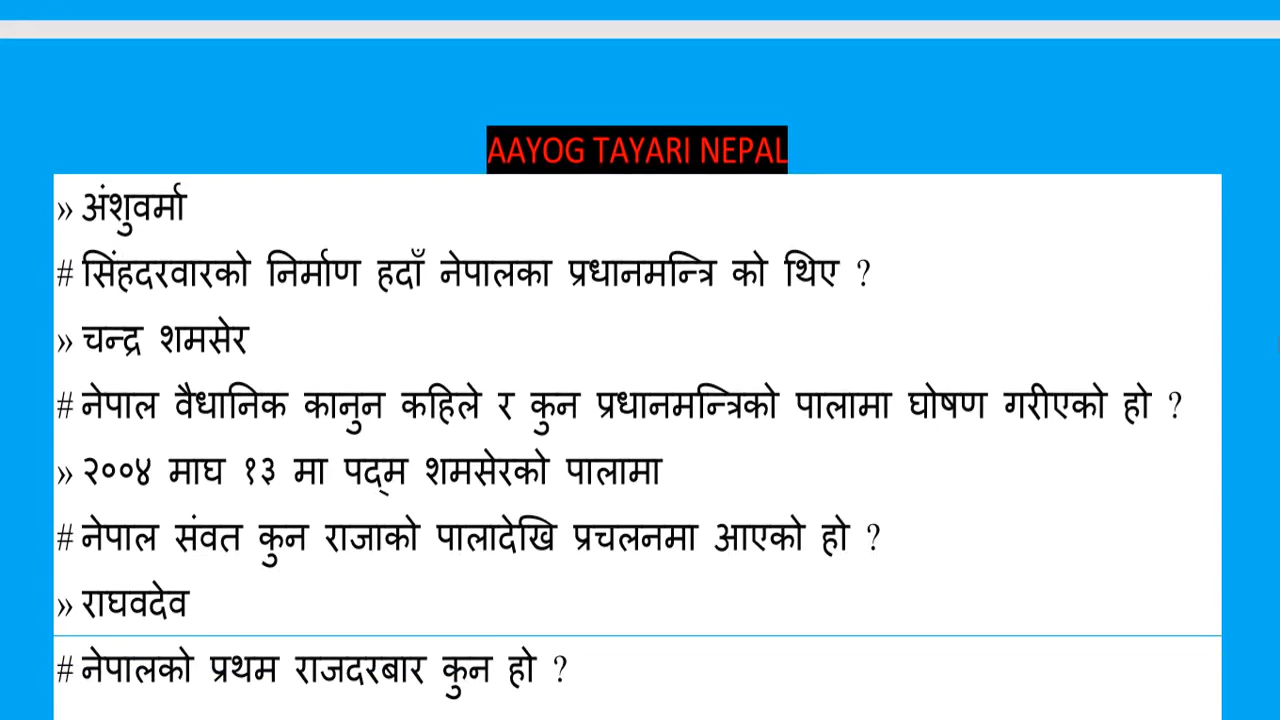 AAYOG TAYARI NEPAL
» अंशुवर्मा
# सिंहदरवारको निर्माण हदाँ नेपालका प्रधानमन्त्रि को थिए ?
» चन्द्र शमसेर
# नेपाल वैधानिक कानुन कहिले र कुन प्रधानमन्त्रिको पालामा घोषण गरीएको हो ?
» २००४ माघ १३ मा पद्‌म शमसेरको पालामा
# नेपाल संवत कुन राजाको पालादेखि प्रचलनमा आएको हो ?
» राघवदेव
# नेपालको प्रथम राजदरबार कुन हो ?